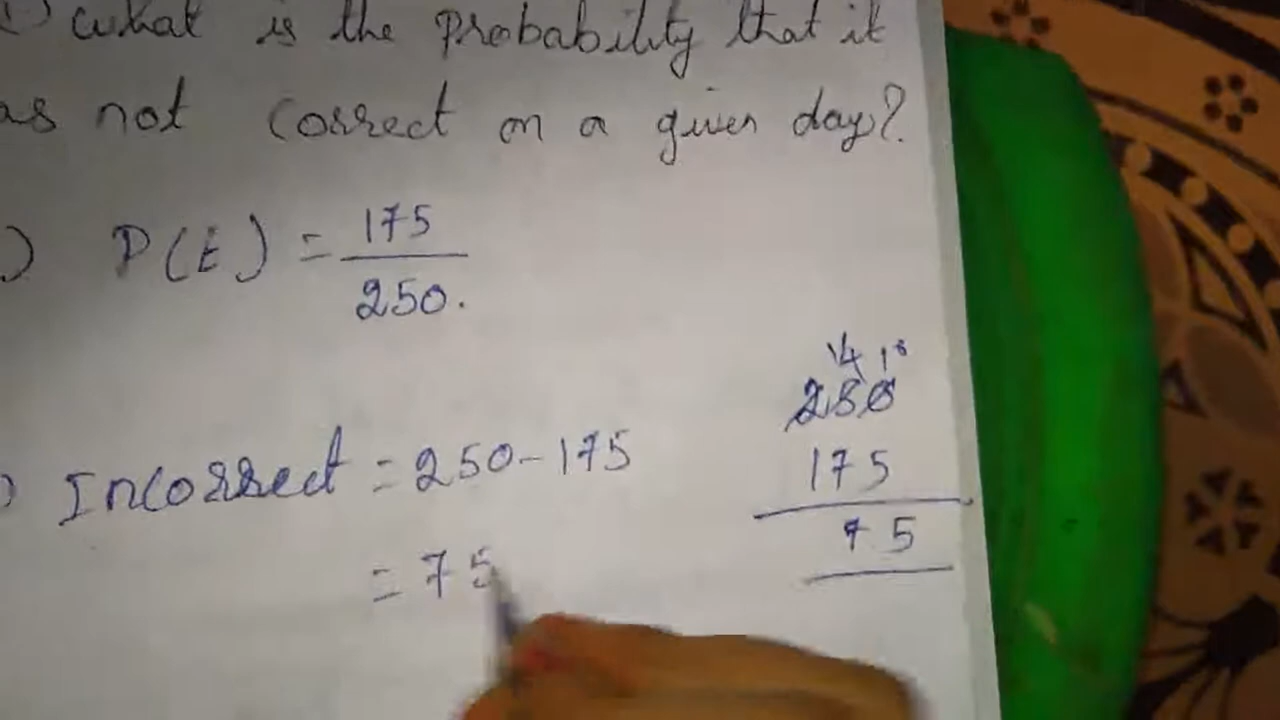 ) What is the probability that it
as not correct on a given day?
) P(E) = 175
250.
14 10
250
) Incorrect = 250-175
175
75
= 75